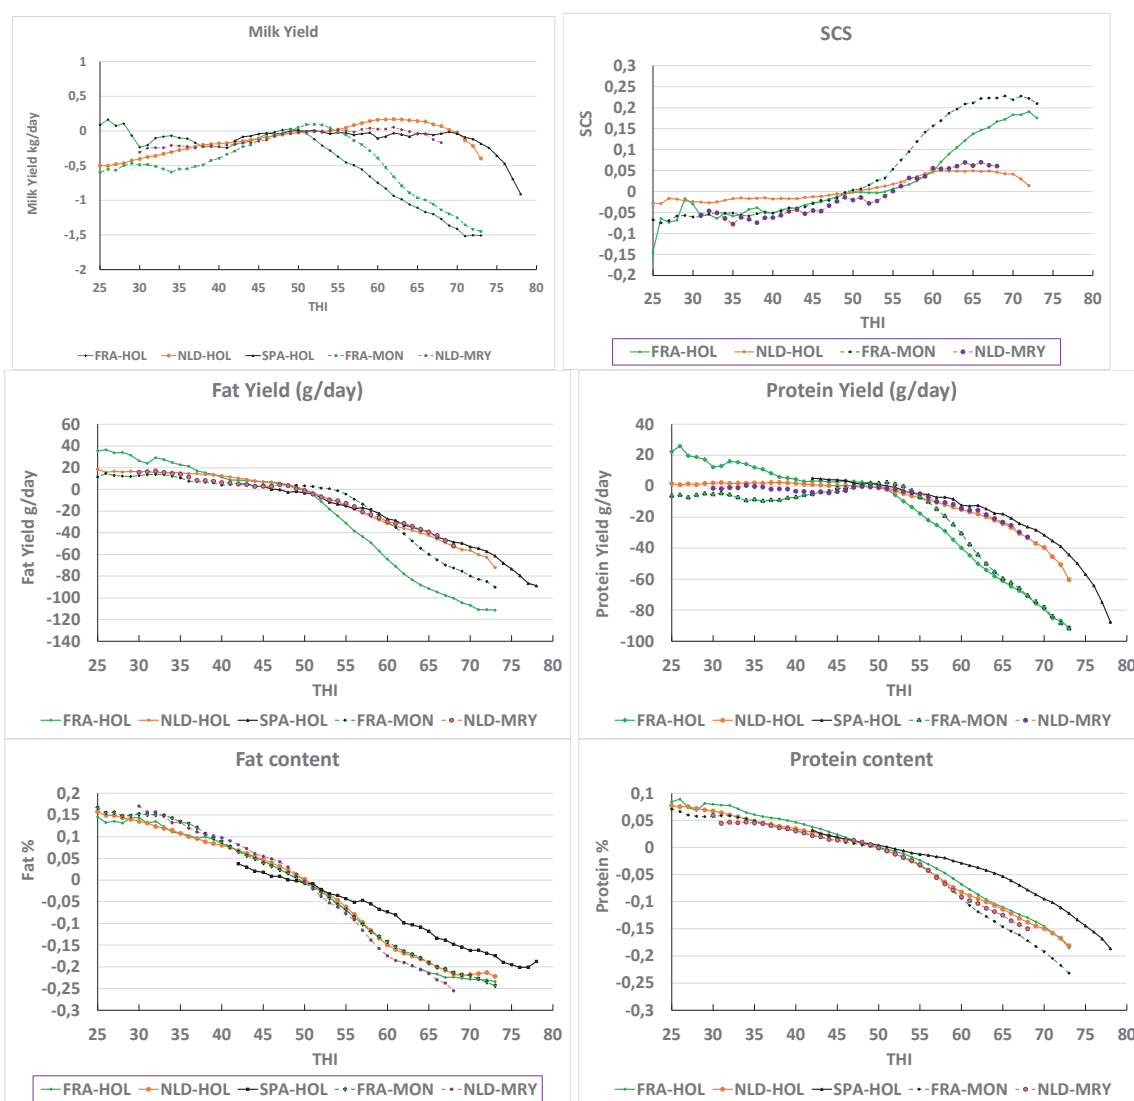 Milk Yield
Milk Yield kg/day
1
0,5
0
-0,5
-1
-1,5
-2
25 30 35 40 45 50 55 60 65 70 75 80
THI
FRA-HOL NLD-HOL SPA-HOL FRA-MON NLD-MRY
SCS
SCS
0,3
0,25
0,2
0,15
0,1
0,05
0
-0,05
-0,1
-0,15
-0,2
25 30 35 40 45 50 55 60 65 70 75 80
THI
FRA-HOL NLD-HOL FRA-MON NLD-MRY
Fat Yield (g/day)
Fat Yield g/day
60
40
20
0
-20
-40
-60
-80
-100
-120
-140
25 30 35 40 45 50 55 60 65 70 75 80
THI
FRA-HOL NLD-HOL SPA-HOL FRA-MON NLD-MRY
Protein Yield (g/day)
Protein Yield g/day
40
20
0
-20
-40
-60
-80
-100
25 30 35 40 45 50 55 60 65 70 75 80
THI
FRA-HOL NLD-HOL SPA-HOL FRA-MON NLD-MRY
Fat content
Fat %
0,2
0,15
0,1
0,05
0
-0,05
-0,1
-0,15
-0,2
-0,25
-0,3
25 30 35 40 45 50 55 60 65 70 75 80
THI
FRA-HOL NLD-HOL SPA-HOL FRA-MON NLD-MRY
Protein content
Protein %
0,1
0,05
0
-0,05
-0,1
-0,15
-0,2
-0,25
-0,3
25 30 35 40 45 50 55 60 65 70 75 80
THI
FRA-HOL NLD-HOL SPA-HOL FRA-MON NLD-MRY